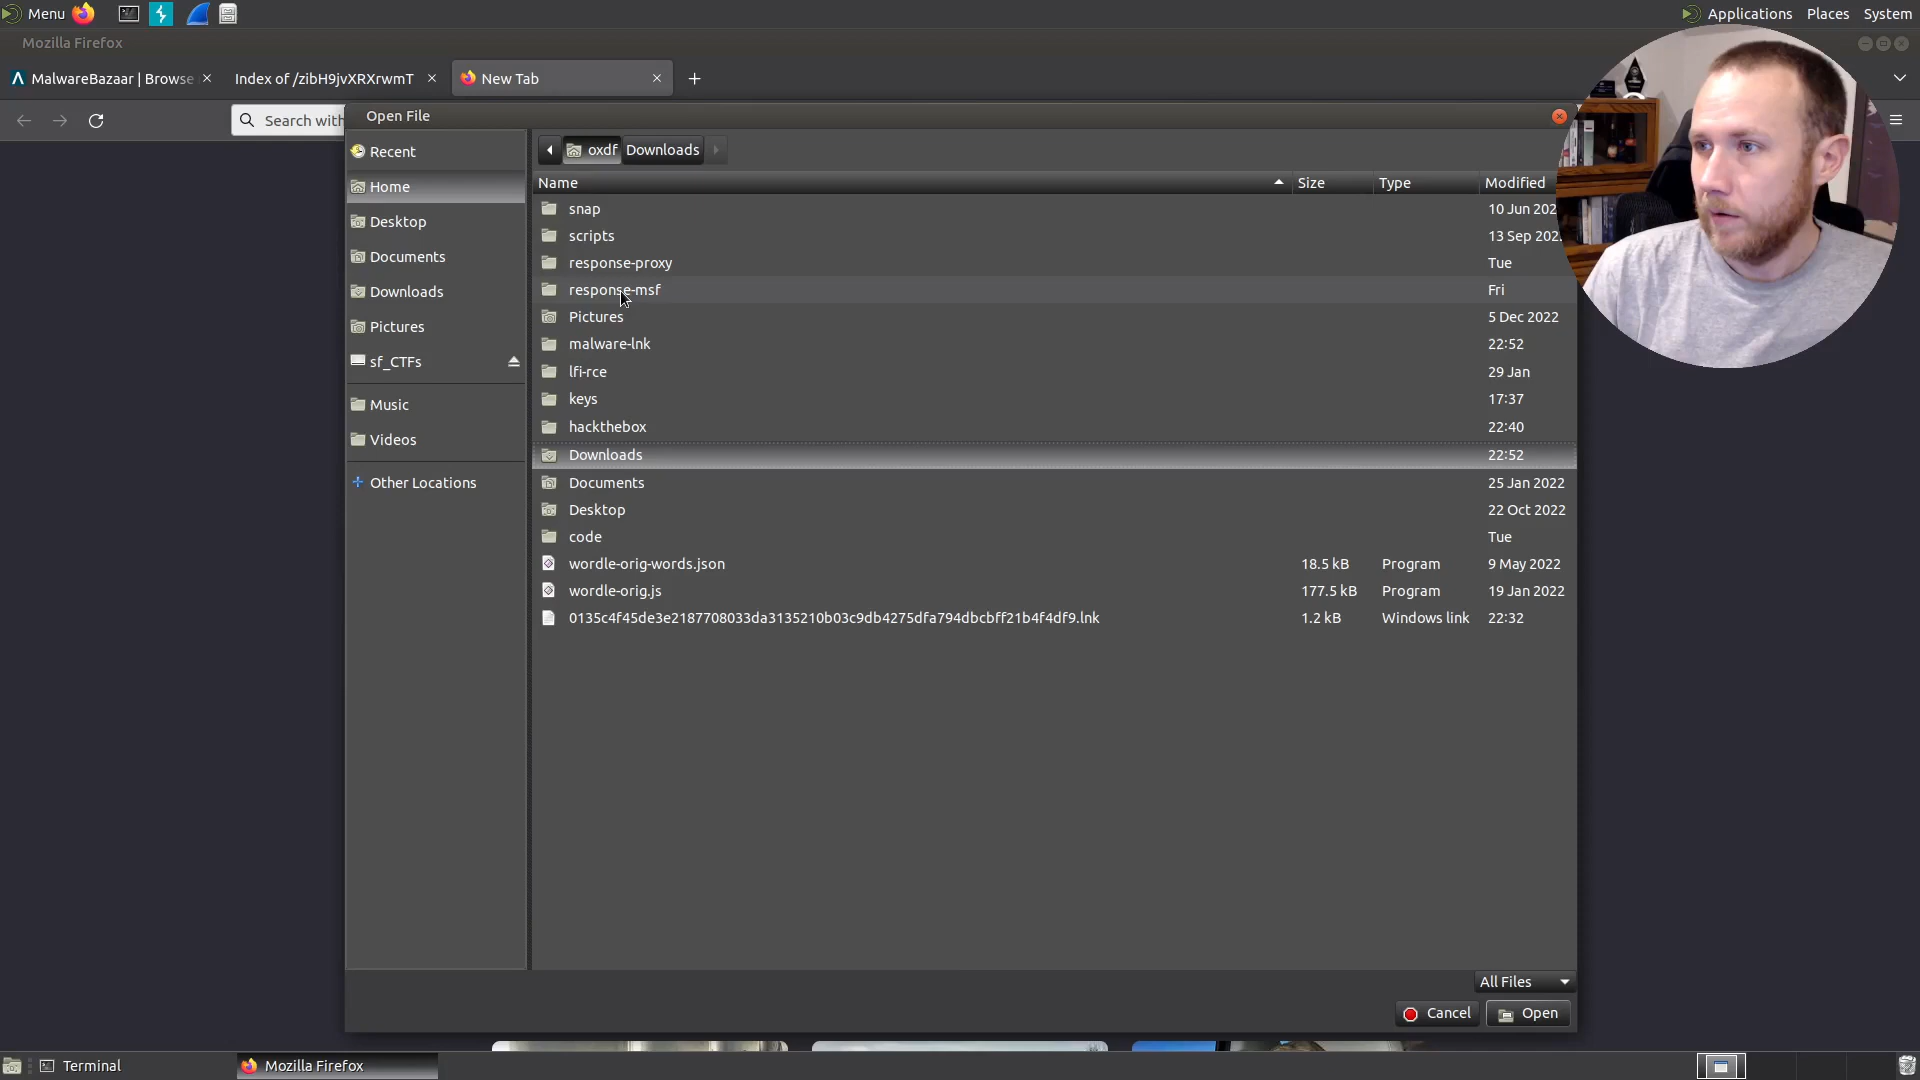 Menu
Applications Places System
Mozilla Firefox
MalwareBazaar | Browse
Index of /zibH9jvXRXrwmT
New Tab
Search with
Open File
Recent
Home
Desktop
Documents
Downloads
Pictures
sf_CTFs
Music
Videos
Other Locations
oxdf Downloads
Name Size Type Modified
snap 10 Jun 202
scripts 13 Sep 202.
response-proxy Tue
response-msf Fri
Pictures 5 Dec 2022
malware-lnk 22:52
lfi-rce 29 Jan
keys 17:37
hackthebox 22:40
Downloads 22:52
Documents 25 Jan 2022
Desktop 22 Oct 2022
code Tue
wordle-orig-words.json 18.5 kB Program 9 May 2022
wordle-orig.js 177.5 kB Program 19 Jan 2022
0135c4f45de3e2187708033da3135210b03c9db4275dfa794dbcbff21b4f4df9.lnk 1.2 kB Windows link 22:32
All Files
Cancel Open
Terminal
Mozilla Firefox